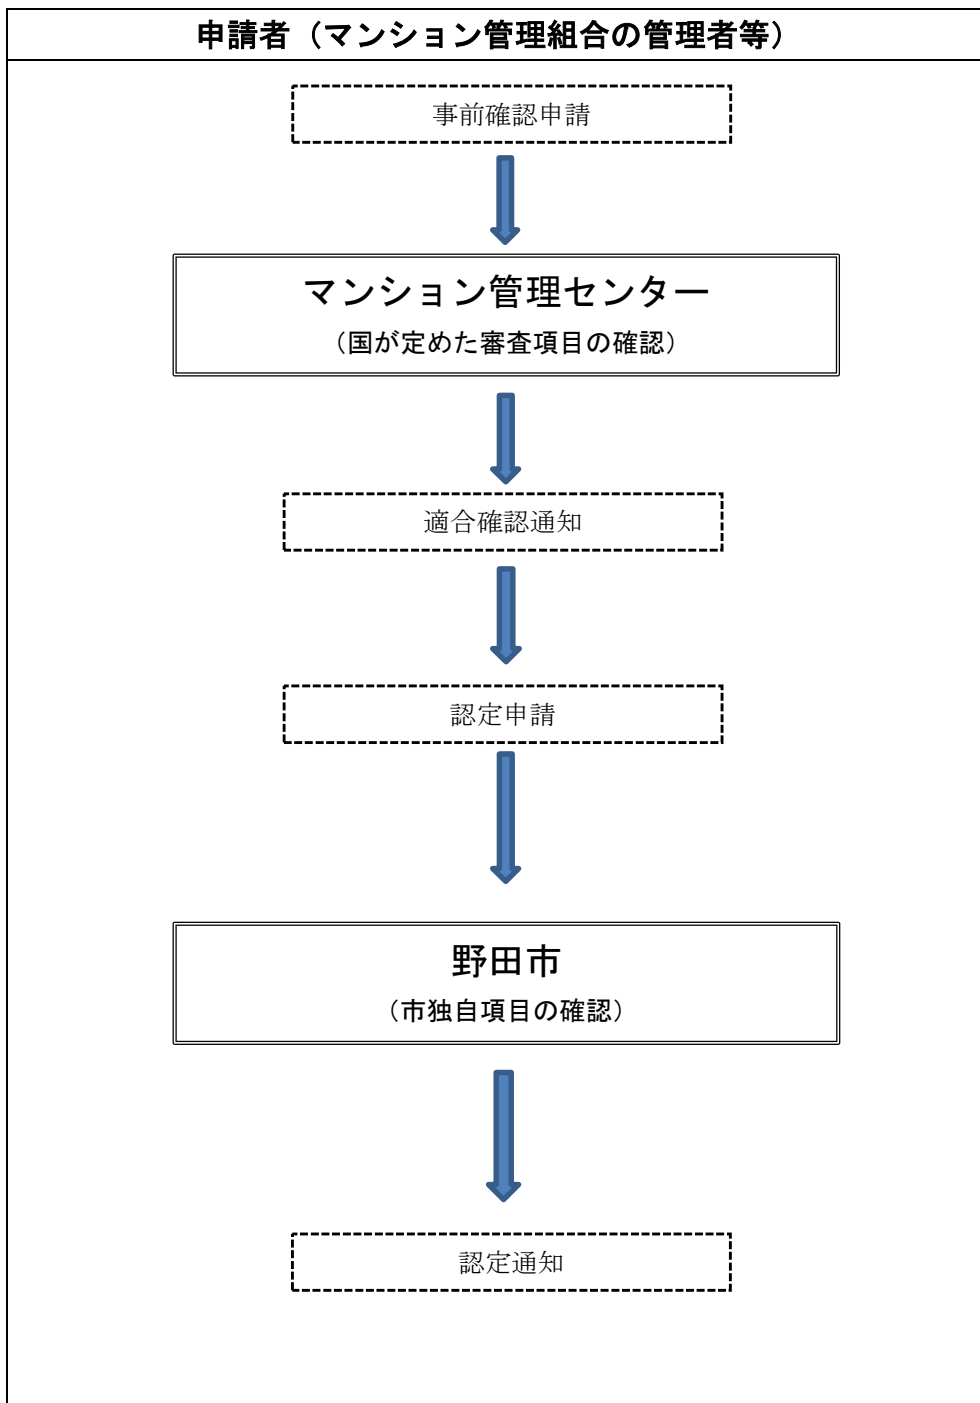 申請者（マンション管理組合の管理者等）
事前確認申請
マンション管理センター
（国が定めた審査項目の確認）
適合確認通知
認定申請
野田市
（市独自項目の確認）
認定通知